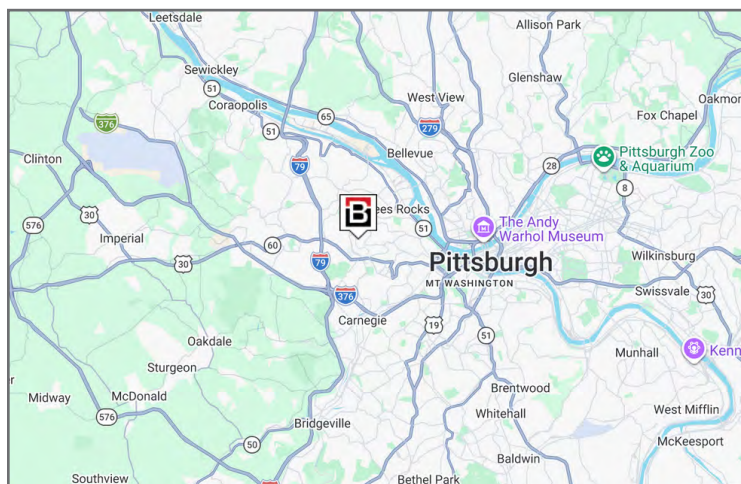 Leetsdale
Allison Park
Sewickley
51
Glenshaw
Oakmo
Coraopolis
West View
376
65
Fox Chapel
51
279
Bellevue
28
Pittsburgh Zoo
& Aquarium
Clinton
79
8
B
ees Rocks
30
576
51
The Andy
Warhol Museum
Imperial
60
Wilkinsburg
30
79
Pittsburgh
MT WASHINGTON
Swissvale
376
30
Carnegie
19
51
Oakdale
Munhall
Kenn
Sturgeon
Brentwood
Midway
McDonald
576
Whitehall
West Mifflin
Bridgeville
50
McKeesport
Baldwin
Southview
Bethel Park